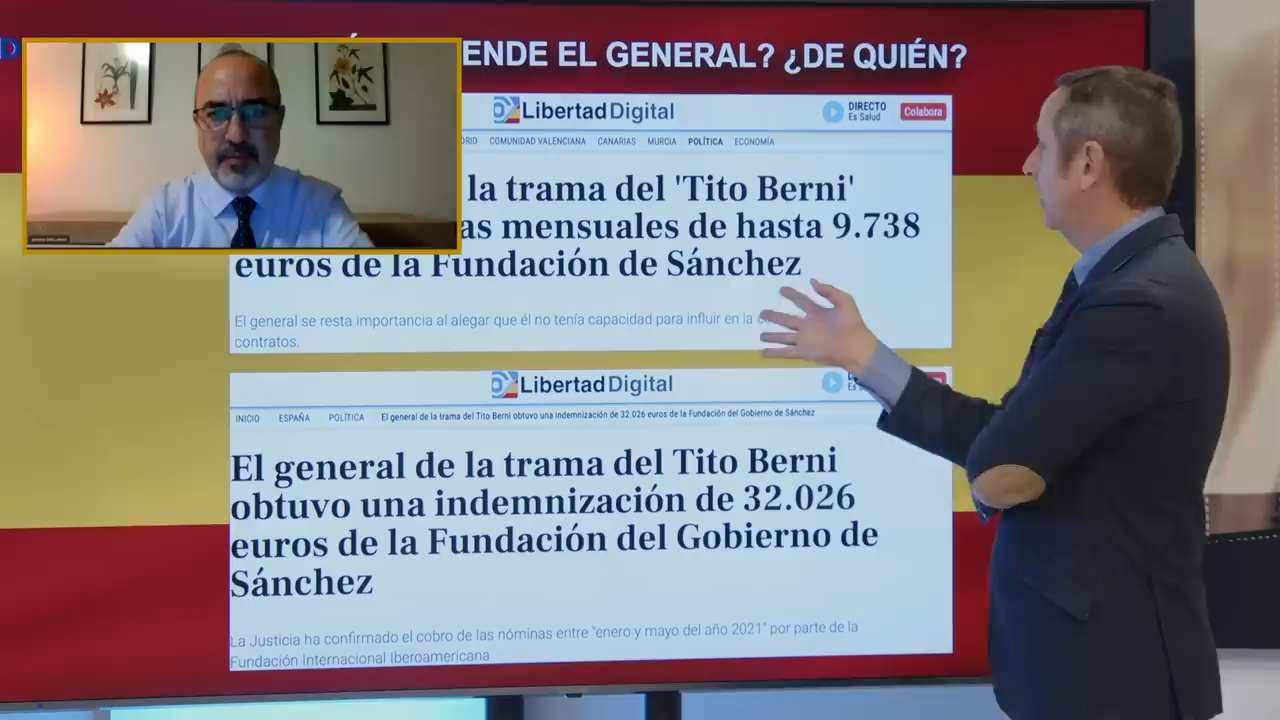 ENDE EL GENERAL? ¿DE QUIÉN?
Libertad Digital
DIRECTO
Es Salud
Colabora
COMUNIDAD VALENCIANA CANARIAS MURCIA POLÍTICA ECONOMÍA
la trama del 'Tito Berni'
as mensuales de hasta 9.738
euros de la Fundación de Sánchez
El general se resta importancia al alegar que él no tenía capacidad para influir en la
contratos.
Libertad Digital
INICIO ESPAÑA POLÍTICA El general de la trama del Tito Berni obtuvo una indemnización de 32.026 euros de la Fundación del Gobierno de Sánchez
El general de la trama del Tito Berni
obtuvo una indemnización de 32.026
euros de la Fundación del Gobierno de
Sánchez
La Justicia ha confirmado el cobro de las nóminas entre "enero y mayo del año 2021" por parte de la
Fundación Internacional Iberoamericana